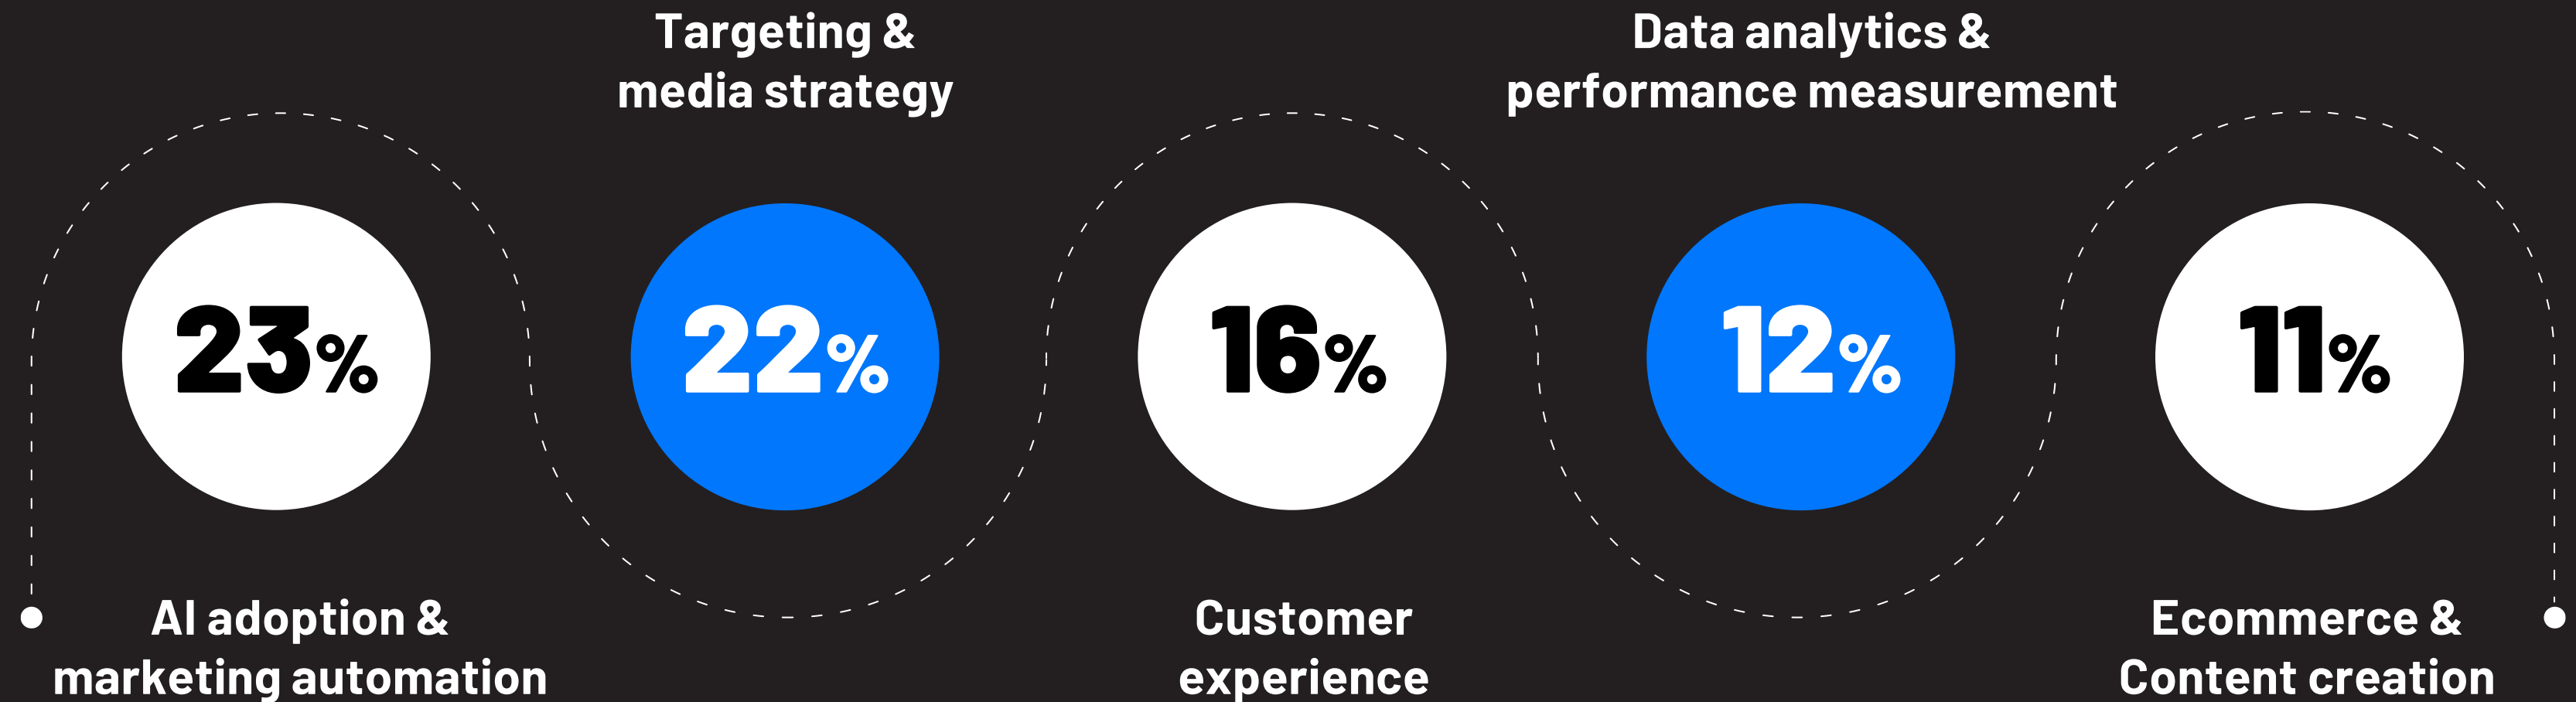 Targeting &
media strategy
Data analytics &
performance measurement
23%
22%
16%
12%
11%
AI adoption &
marketing automation
Customer
experience
Ecommerce &
Content creation